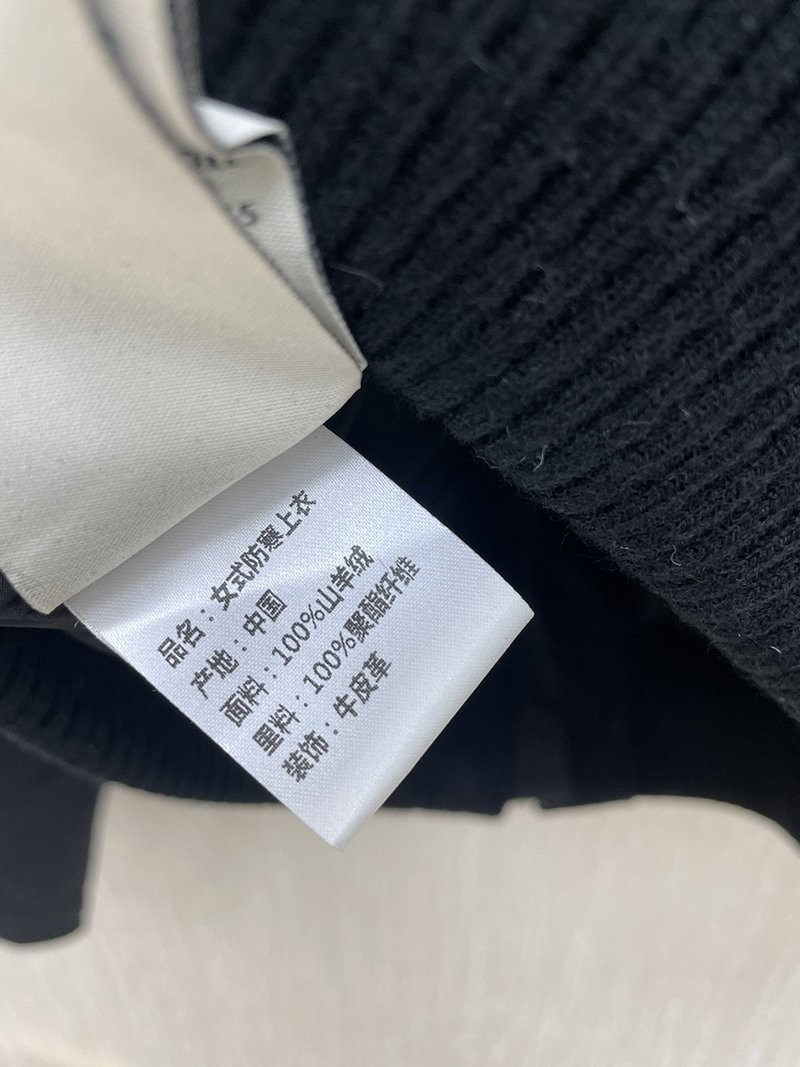 5
品名：女式防寒上衣
产地：中国
面料：100%山羊绒
里料：100%聚酯纤维
装饰：牛皮革